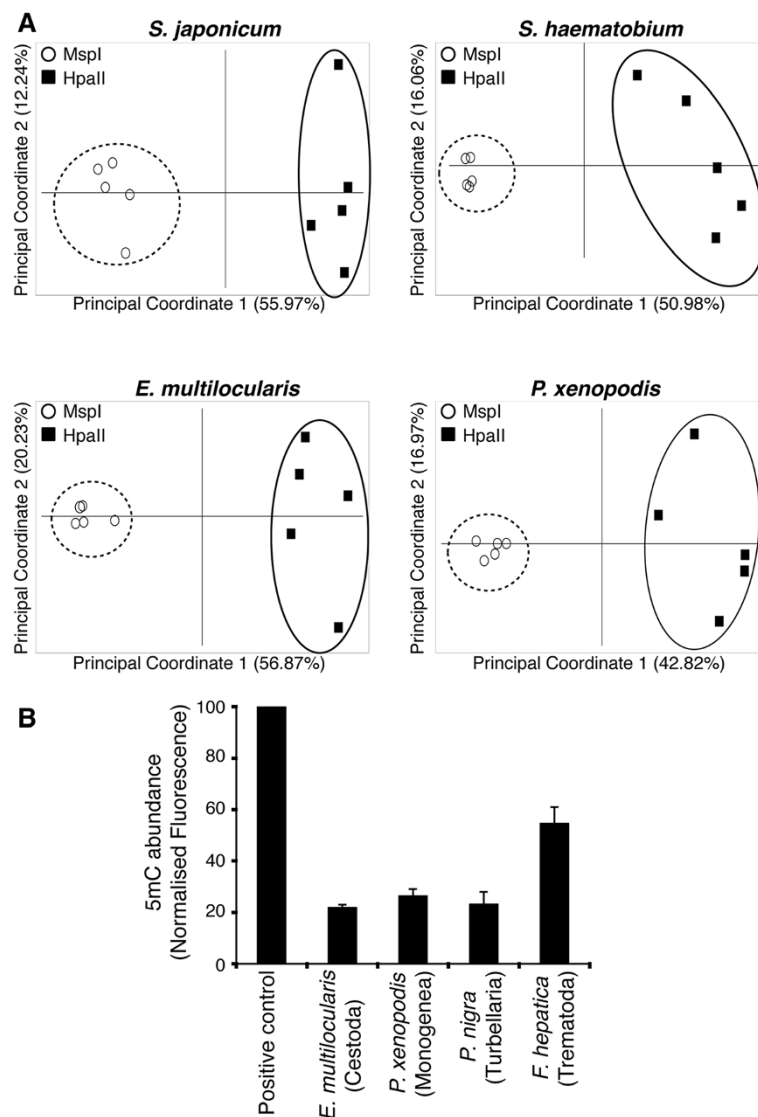 A
S. japonicum
MspI
HpaII
Principal Coordinate 2 (12.24%)
Principal Coordinate 1 (55.97%)
S. haematobium
MspI
HpaII
Principal Coordinate 2 (16.06%)
Principal Coordinate 1 (50.98%)
E. multilocularis
MspI
HpaII
Principal Coordinate 2 (20.23%)
Principal Coordinate 1 (56.87%)
P. xenopodis
MspI
HpaII
Principal Coordinate 2 (16.97%)
Principal Coordinate 1 (42.82%)
B
5mC abundance
(Normalised Fluorescence)
100
80
60
40
20
0
Positive control
E. multilocularis
(Cestoda)
P. xenopodis
(Monogenea)
P. nigra
(Turbellaria)
F. hepatica
(Trematoda)